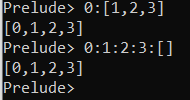 Prelude> 0:[1,2,3]
[0,1,2,3]
Prelude> 0:1:2:3:[]
[0,1,2,3]
Prelude>